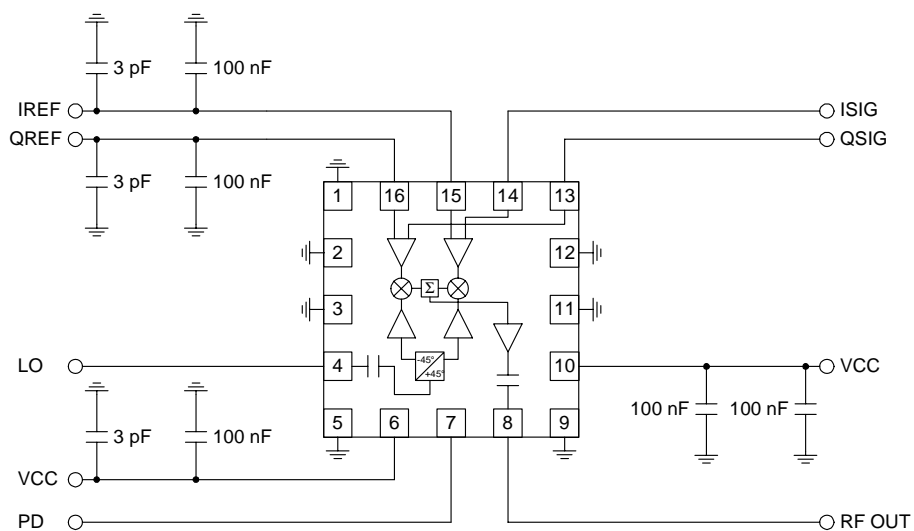 3 pF
100 nF
IREF
ISIG
QREF
QSIG
3 pF
100 nF
1
16
15
14
13
2
12
Σ
3
11
LO
4
-45°
+45°
10
VCC
3 pF
100 nF
100 nF
100 nF
5
6
7
8
9
VCC
PD
RF OUT